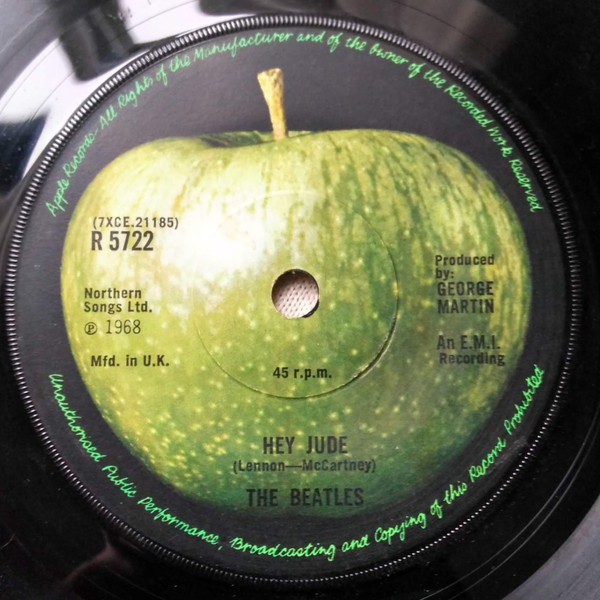 Apple Records. All Rights of the Manufacturer and of the Owner of the Recorded Work Reserved
(7XCE.21185)
R 5722
Northern
Songs Ltd.
℗ 1968
Mfd. in U.K.
Produced
by:
GEORGE
MARTIN
An E.M.I.
Recording
45 r.p.m.
HEY JUDE
(Lennon—McCartney)
THE BEATLES
Unauthorised Public Performance, Broadcasting and Copying of this Record Prohibited